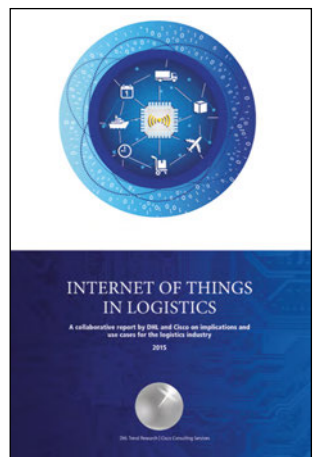 1
INTERNET OF THINGS
IN LOGISTICS
A collaborative report by DHL and Cisco on implications and
use cases for the logistics industry
2015
DHL Trend Research | Cisco Consulting Services